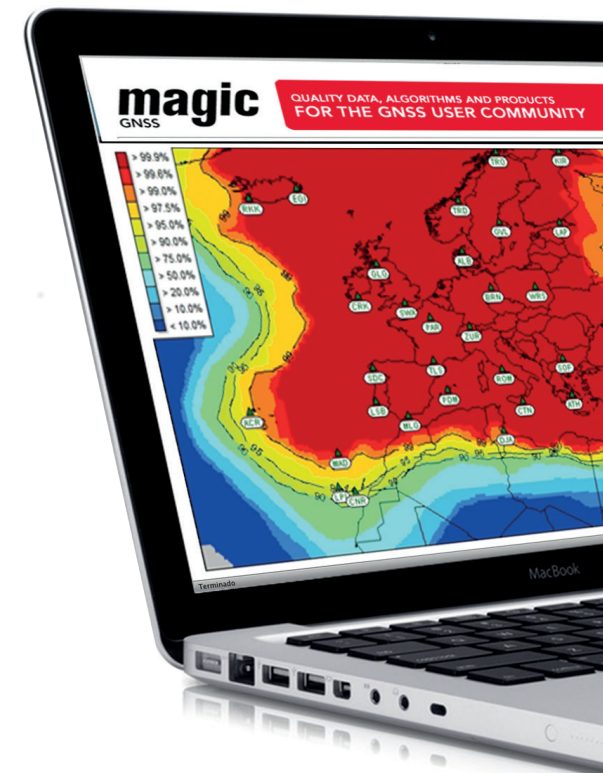 magic
GNSS
QUALITY DATA, ALGORITHMS AND PRODUCTS
FOR THE GNSS USER COMMUNITY
> 99.9%
> 99.6%
> 99.0%
> 97.5%
> 95.0%
> 90.0%
> 75.0%
> 50.0%
> 20.0%
> 10.0%
< 10.0%
TRO
KIR
RKK
EGI
TRD
GVL
LAP
ALB
GLG
CRK
SWA
BRN
WRS
PAR
ZUR
SDC
TLS
ROM
SOF
LSB
PDM
CTN
ATH
ACR
MLG
DJA
MAD
LPI
CNR
Terminado
MacBook